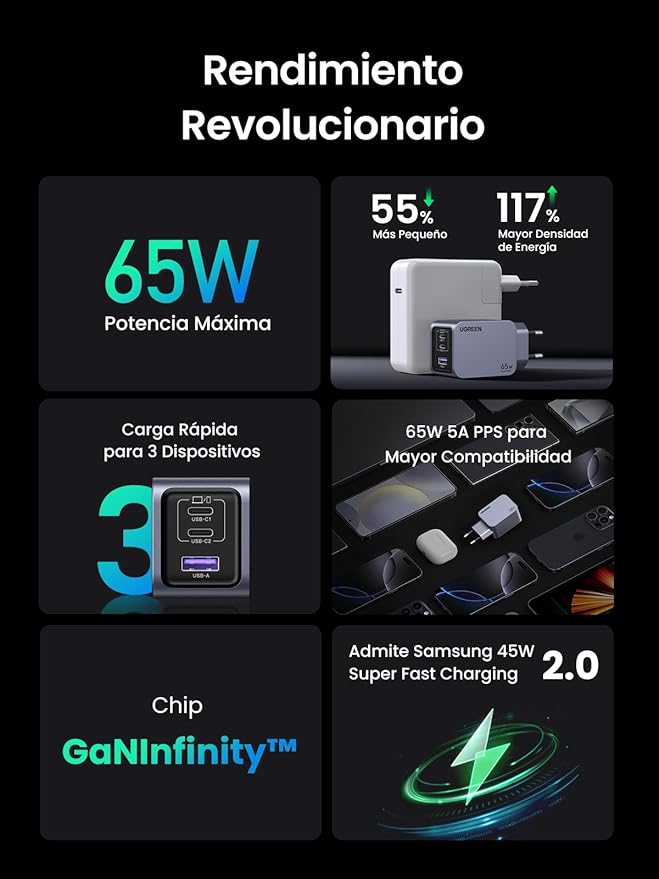 Rendimiento
Revolucionario
65W
Potencia Máxima
55%
Más Pequeño
117%
Mayor Densidad
de Energía
UGREEN
65W
Carga Rápida
para 3 Dispositivos
3
USB-C1
USB-C2
USB-A
65W 5A PPS para
Mayor Compatibilidad
Chip
GaNInfinity™
Admite Samsung 45W
Super Fast Charging
2.0